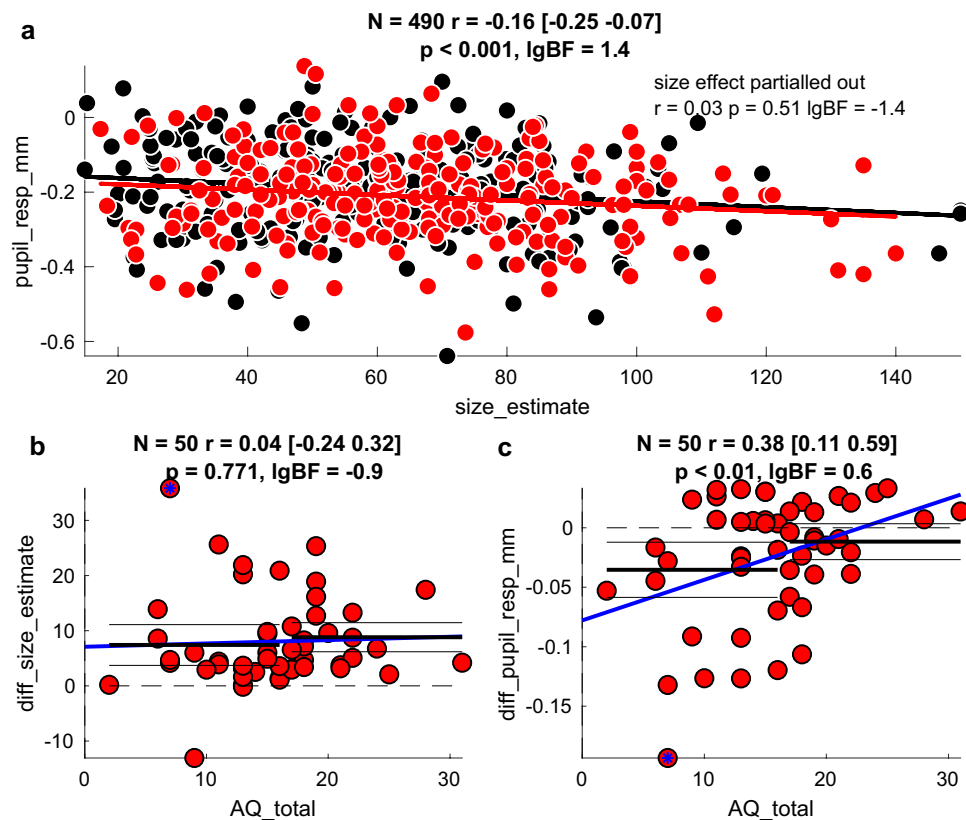 a
N = 490 r = -0.16 [-0.25 -0.07]
p < 0.001, lgBF = 1.4
size effect partialled out
r = 0.03 p = 0.51 lgBF = -1.4
pupil_resp_mm
0
-0.2
-0.4
-0.6
20 40 60 80 100 120 140
size_estimate
b
N = 50 r = 0.04 [-0.24 0.32]
p = 0.771, lgBF = -0.9
diff_size_estimate
30
20
10
0
-10
0 10 20 30
AQ_total
c
N = 50 r = 0.38 [0.11 0.59]
p < 0.01, lgBF = 0.6
diff_pupil_resp_mm
0
-0.05
-0.1
-0.15
0 10 20 30
AQ_total